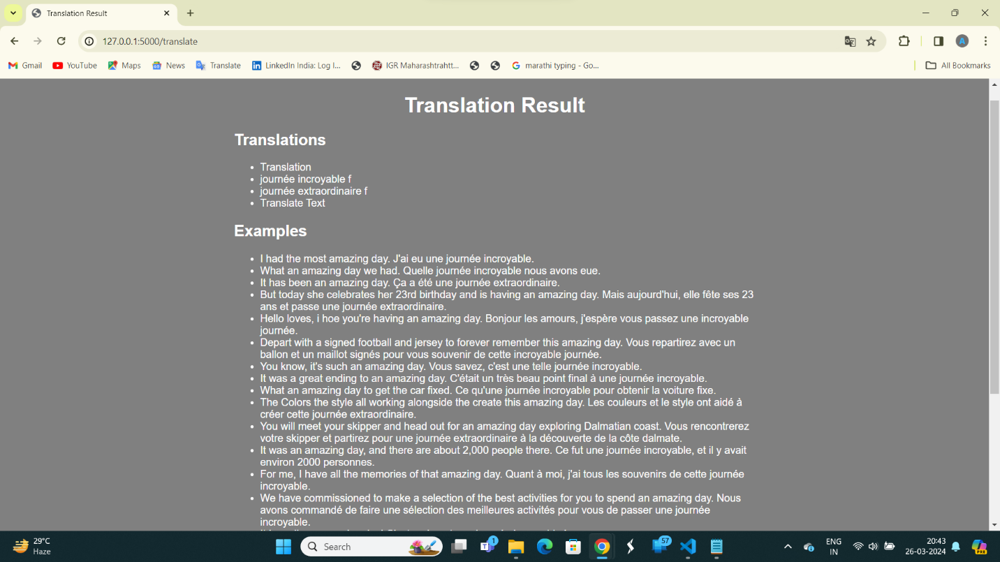 Translation Result
127.0.0.1:5000/translate
Gmail
YouTube
Maps
News
Translate
LinkedIn India: Log I...
IGR Maharashtrahtt...
marathi typing - Go...
All Bookmarks
A
Translation Result
Translations
Translation
journée incroyable f
journée extraordinaire f
Translate Text
Examples
I had the most amazing day. J'ai eu une journée incroyable.
What an amazing day we had. Quelle journée incroyable nous avons eue.
It has been an amazing day. Ça a été une journée extraordinaire.
But today she celebrates her 23rd birthday and is having an amazing day. Mais aujourd'hui, elle fête ses 23
ans et passe une journée extraordinaire.
Hello loves, i hoe you're having an amazing day. Bonjour les amours, j'espère vous passez une incroyable
journée.
Depart with a signed football and jersey to forever remember this amazing day. Vous repartirez avec un
ballon et un maillot signés pour vous souvenir de cette incroyable journée.
You know, it's such an amazing day. Vous savez, c'est une telle journée incroyable.
It was a great ending to an amazing day. C'était un très beau point final à une journée incroyable.
What an amazing day to get the car fixed. Ce qu'une journée incroyable pour obtenir la voiture fixe.
The Colors the style all working alongside the create this amazing day. Les couleurs et le style ont aidé à
créer cette journée extraordinaire.
You will meet your skipper and head out for an amazing day exploring Dalmatian coast. Vous rencontrerez
votre skipper et partirez pour une journée extraordinaire à la découverte de la côte dalmate.
It was an amazing day, and there are about 2,000 people there. Ce fut une journée incroyable, et il y avait
environ 2000 personnes.
For me, I have all the memories of that amazing day. Quant à moi, j'ai tous les souvenirs de cette journée
incroyable.
We have commissioned to make a selection of the best activities for you to spend an amazing day. Nous
avons commandé de faire une sélection des meilleures activités pour vous de passer une journée
incroyable.
29°C
Haze
Search
1
57
ENG
IN
20:43
26-03-2024
PRE